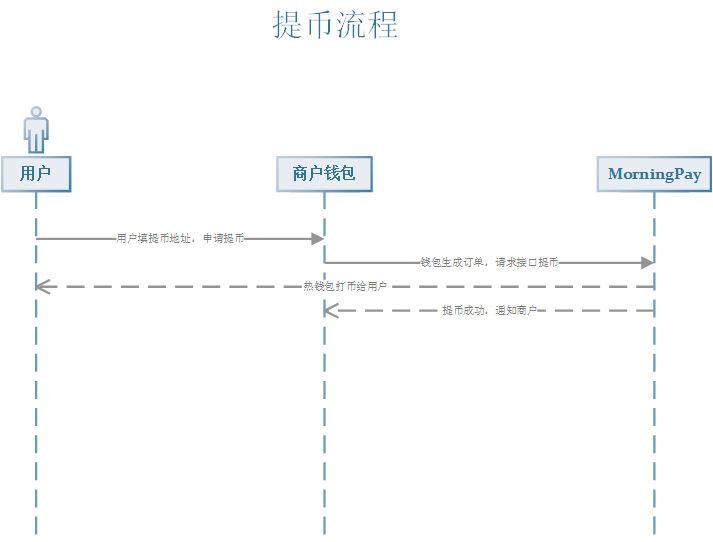 提币流程
用户
商户钱包
MorningPay
用户填提币地址，申请提币
钱包生成订单，请求接口提币
热钱包打币给用户
提币成功，通知商户